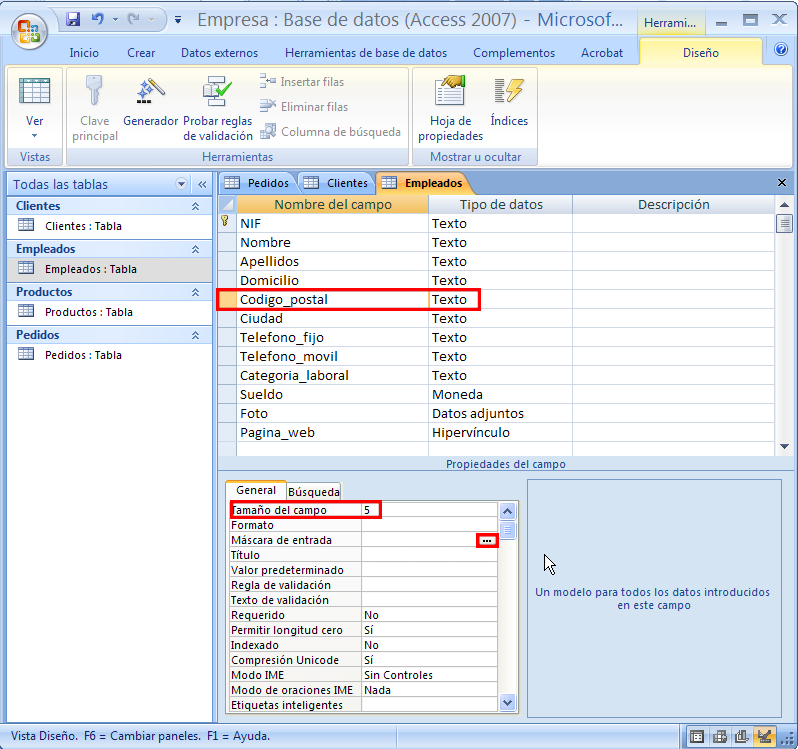 Empresa : Base de datos (Access 2007) - Microsof...
Herrami...
Inicio Crear Datos externos Herramientas de base de datos Complementos Acrobat Diseño
Ver
Clave principal
Generador
Probar reglas de validación
Insertar filas
Eliminar filas
Columna de búsqueda
Hoja de propiedades
Índices
Vistas Herramientas Mostrar u ocultar
Todas las tablas
Clientes
Clientes : Tabla
Empleados
Empleados : Tabla
Productos
Productos : Tabla
Pedidos
Pedidos : Tabla
Pedidos Clientes Empleados
Nombre del campo Tipo de datos Descripción
NIF Texto
Nombre Texto
Apellidos Texto
Domicilio Texto
Codigo_postal Texto
Ciudad Texto
Telefono_fijo Texto
Telefono_movil Texto
Categoria_laboral Texto
Sueldo Moneda
Foto Datos adjuntos
Pagina_web Hipervínculo
Propiedades del campo
General Búsqueda
Tamaño del campo 5
Formato
Máscara de entrada ...
Título
Valor predeterminado
Regla de validación
Texto de validación
Requerido No
Permitir longitud cero Sí
Indexado No
Compresión Unicode Sí
Modo IME Sin Controles
Modo de oraciones IME Nada
Etiquetas inteligentes
Un modelo para todos los datos introducidos
en este campo
Vista Diseño. F6 = Cambiar paneles. F1 = Ayuda.